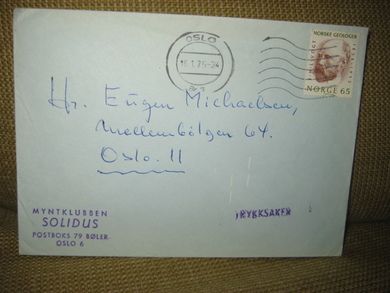 OSLO
NORSKE GEOLOGER
NORGE 65
Hr. Eugen Michaelsen,
Mellembölgen 64.
Oslo. 11
MYNTKLUBBEN
SOLIDUS
POSTBOKS 79 BØLER
OSLO 6
TRYKKSAKER